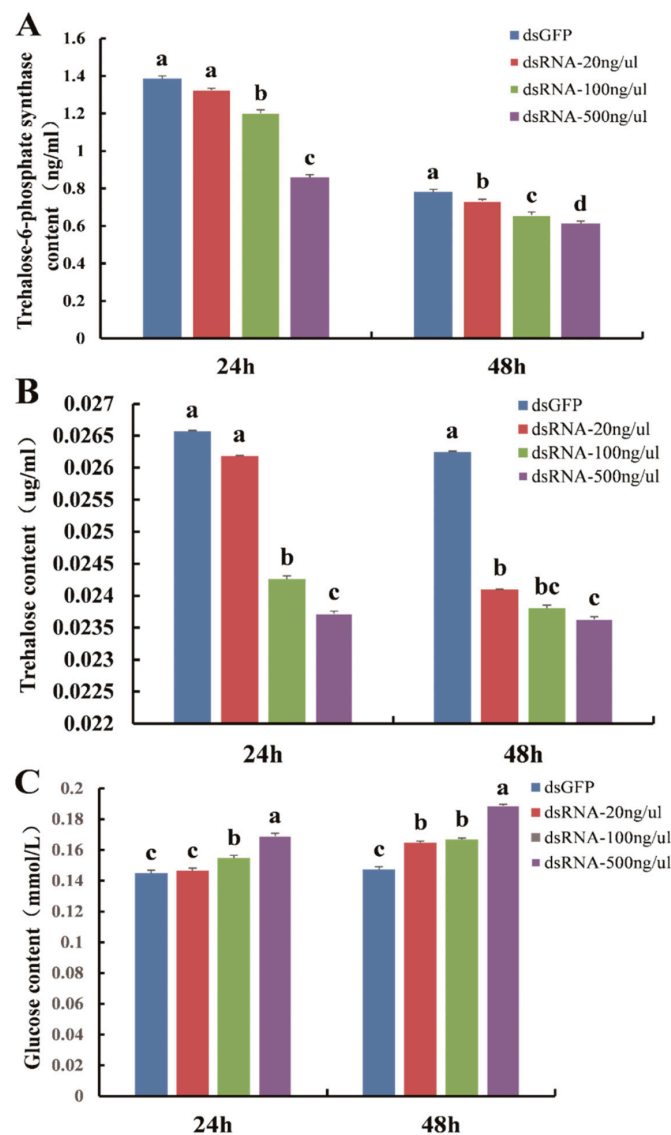 A
Trehalose-6-phosphate synthase
content（ng/ml）
1.6
1.4
1.2
1
0.8
0.6
0.4
0.2
0
dsGFP
dsRNA-20ng/ul
dsRNA-100ng/ul
dsRNA-500ng/ul
a a b c
a b c d
24h 48h
B
Trehalose content（ug/ml）
0.027
0.0265
0.026
0.0255
0.025
0.0245
0.024
0.0235
0.023
0.0225
0.022
dsGFP
dsRNA-20ng/ul
dsRNA-100ng/ul
dsRNA-500ng/ul
a a b c
a b bc c
24h 48h
C
Glucose content（mmol/L）
0.2
0.18
0.16
0.14
0.12
0.1
0.08
0.06
0.04
0.02
0
dsGFP
dsRNA-20ng/ul
dsRNA-100ng/ul
dsRNA-500ng/ul
c c b a
c b b a
24h 48h